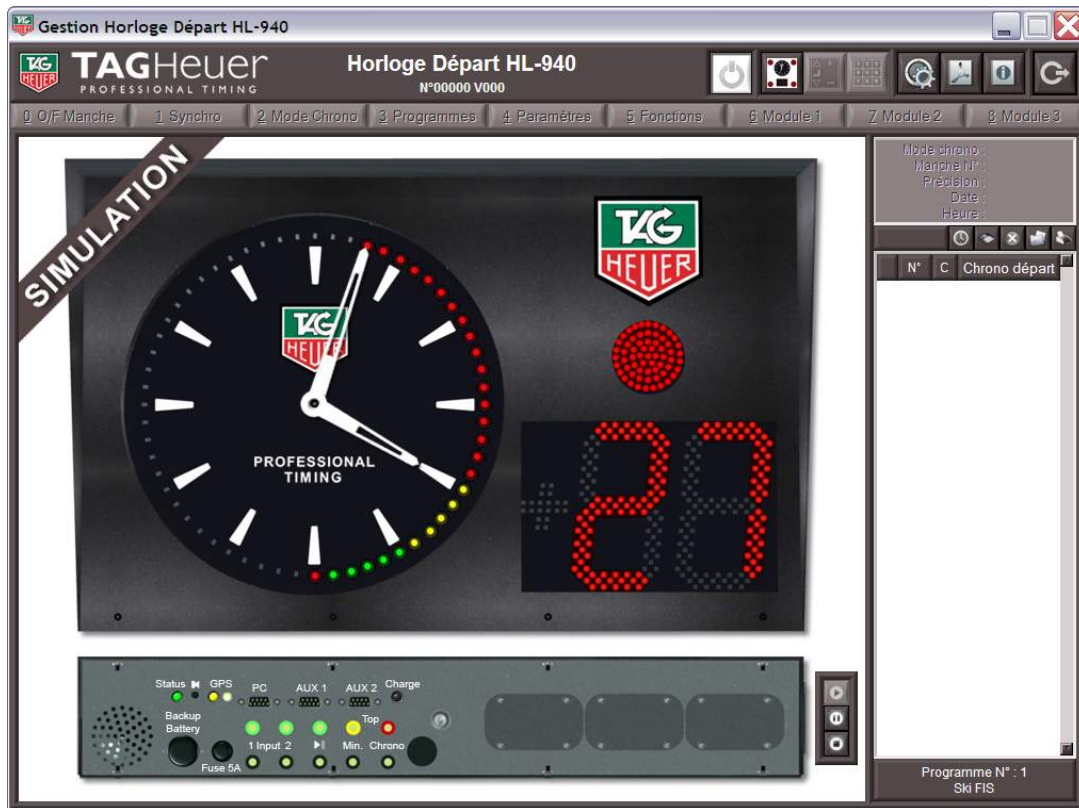 Gestion Horloge Départ HL-940
TAG
HEUER
TAGHeuer
PROFESSIONAL TIMING
Horloge Départ HL-940
N°00000 V000
0 O/F Manche
1 Synchro
2 Mode Chrono
3 Programmes
4 Paramètres
5 Fonctions
6 Module 1
7 Module 2
8 Module 3
SIMULATION
TAG
HEUER
PROFESSIONAL
TIMING
TAG
HEUER
27
Mode chrono :
Manche N° :
Précision :
Date :
Heure :
N° C Chrono départ
Status GPS PC AUX 1 AUX 2 Charge
Backup
Battery
Top
1 Input 2 Min. Chrono
Fuse 5A
Programme N° : 1
Ski FIS